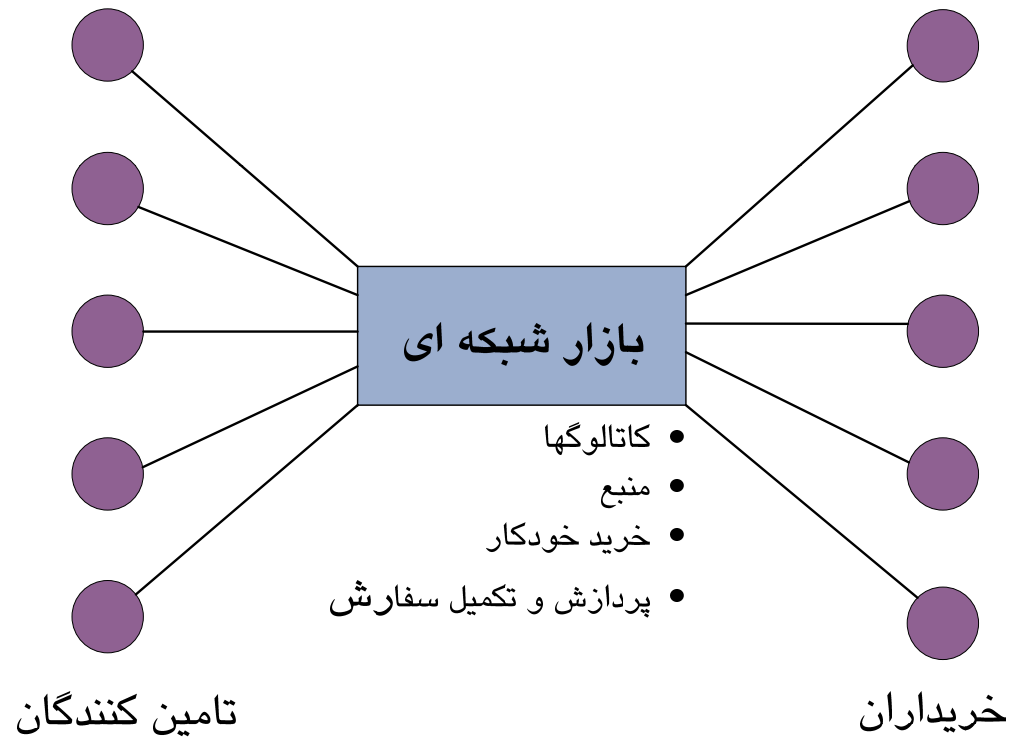 بازار شبکه ای
• کاتالوگها
• منبع
• خرید خودکار
• پردازش و تکمیل سفارش
خریداران
تامین کنندگان